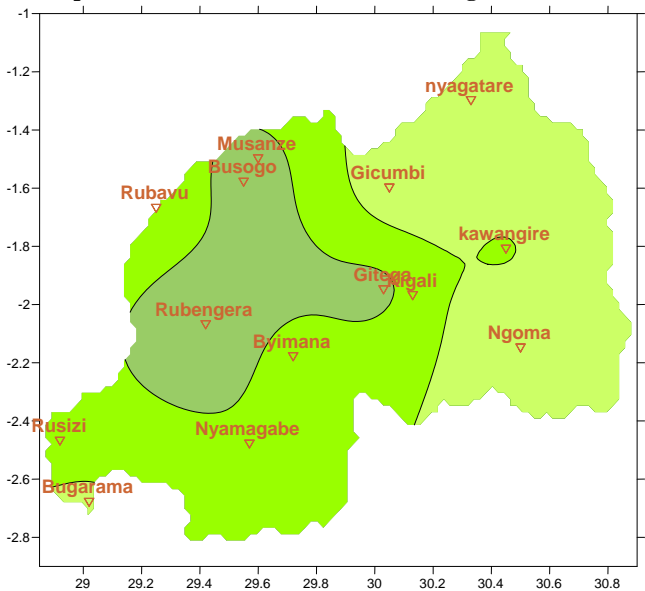 -1
-1.2
-1.4
-1.6
-1.8
-2
-2.2
-2.4
-2.6
-2.8
nyagatare
Musanze
Busogo
Gicumbi
Rubavu
kawangire
Gitega
Kigali
Rubengera
Byimana
Ngoma
Rusizi
Nyamagabe
Bugarama
29
29.2
29.4
29.6
29.8
30
30.2
30.4
30.6
30.8